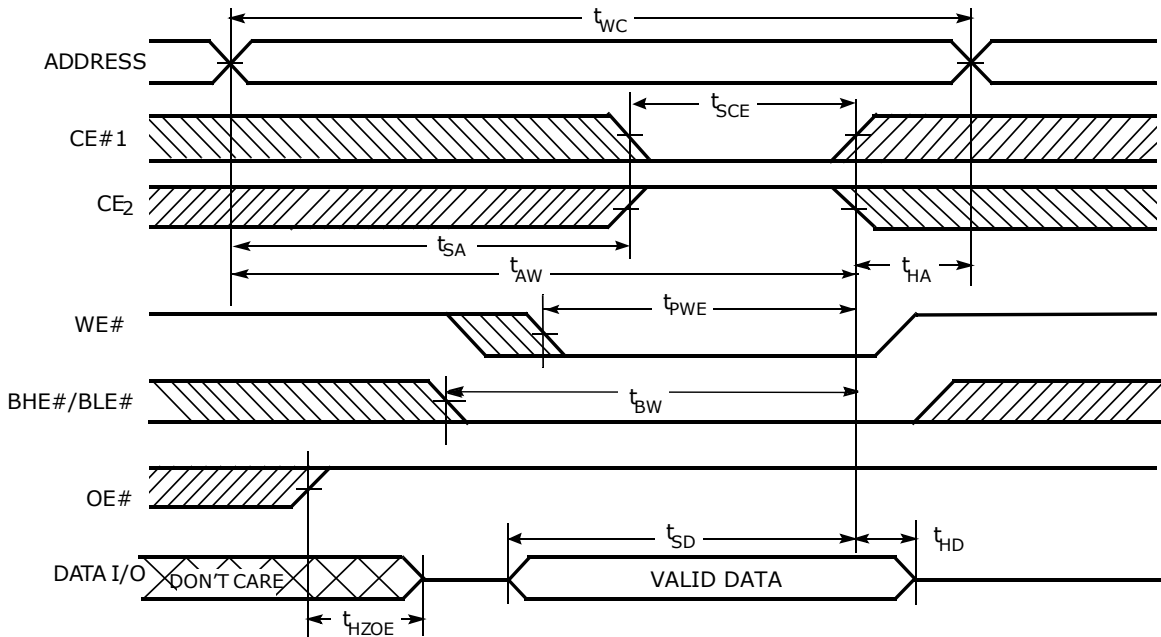 tWC
ADDRESS
tSCE
CE#1
CE2
tSA
tAW
tHA
WE#
tPWE
BHE#/BLE#
tBW
OE#
tSD
tHD
DATA I/O
DON'T CARE
VALID DATA
tHZOE